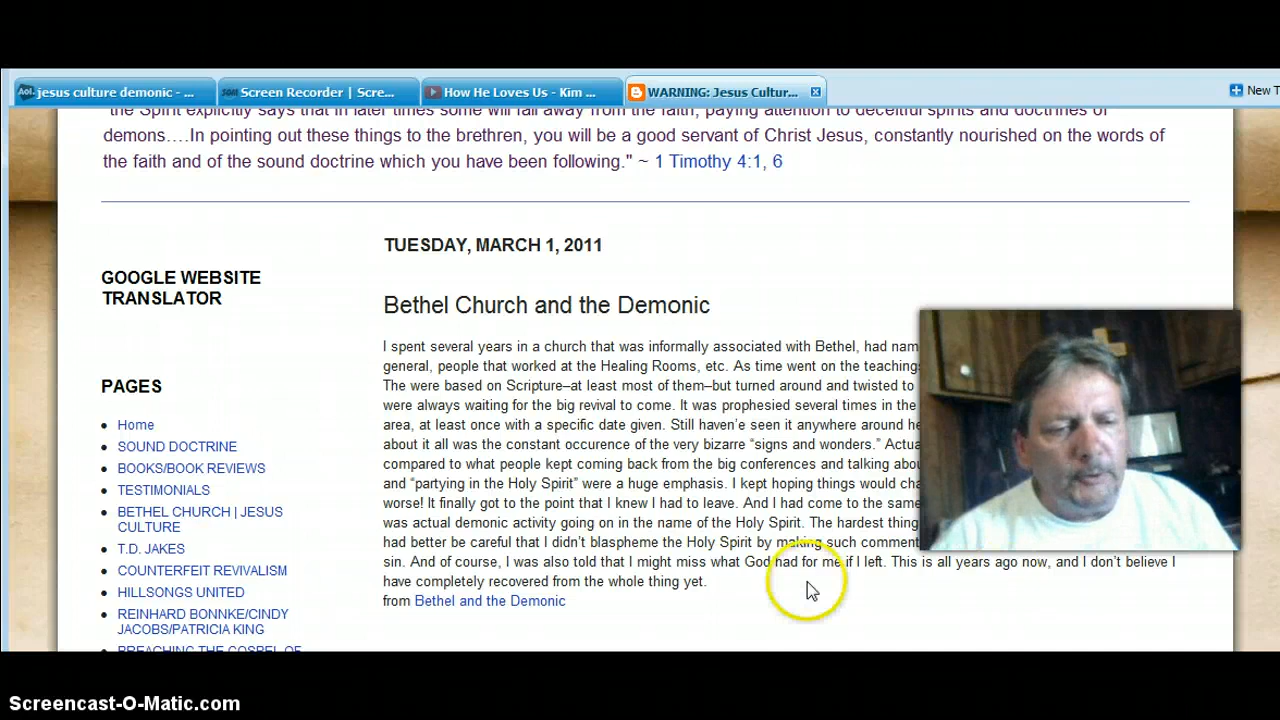 jesus culture demonic - ...
Screen Recorder | Scre...
How He Loves Us - Kim ...
WARNING: Jesus Cultur...
New T
"the Spirit explicitly says that in later times some will fall away from the faith, paying attention to deceitful spirits and doctrines of
demons….In pointing out these things to the brethren, you will be a good servant of Christ Jesus, constantly nourished on the words of
the faith and of the sound doctrine which you have been following." ~ 1 Timothy 4:1, 6
GOOGLE WEBSITE
TRANSLATOR
PAGES
Home
SOUND DOCTRINE
BOOKS/BOOK REVIEWS
TESTIMONIALS
BETHEL CHURCH | JESUS
CULTURE
T.D. JAKES
COUNTERFEIT REVIVALISM
HILLSONGS UNITED
REINHARD BONNKE/CINDY
JACOBS/PATRICIA KING
PREACHING THE GOSPEL OF
TUESDAY, MARCH 1, 2011
Bethel Church and the Demonic
I spent several years in a church that was informally associated with Bethel, had
general, people that worked at the Healing Rooms, etc. As time went on the teachings
The were based on Scripture–at least most of them–but turned around and twisted to
were always waiting for the big revival to come. It was prophesied several times in the
area, at least once with a specific date given. Still haven'e seen it anywhere around
about it all was the constant occurence of the very bizarre “signs and wonders.”
compared to what people kept coming back from the big conferences and talking
and “partying in the Holy Spirit” were a huge emphasis. I kept hoping things would
worse! It finally got to the point that I knew I had to leave. And I had come to the same
was actual demonic activity going on in the name of the Holy Spirit. The hardest thing
had better be careful that I didn’t blaspheme the Holy Spirit by making such
sin. And of course, I was also told that I might miss what God had for me if I left. This is all years ago now, and I don’t believe I
have completely recovered from the whole thing yet.
from Bethel and the Demonic
Screencast-O-Matic.com